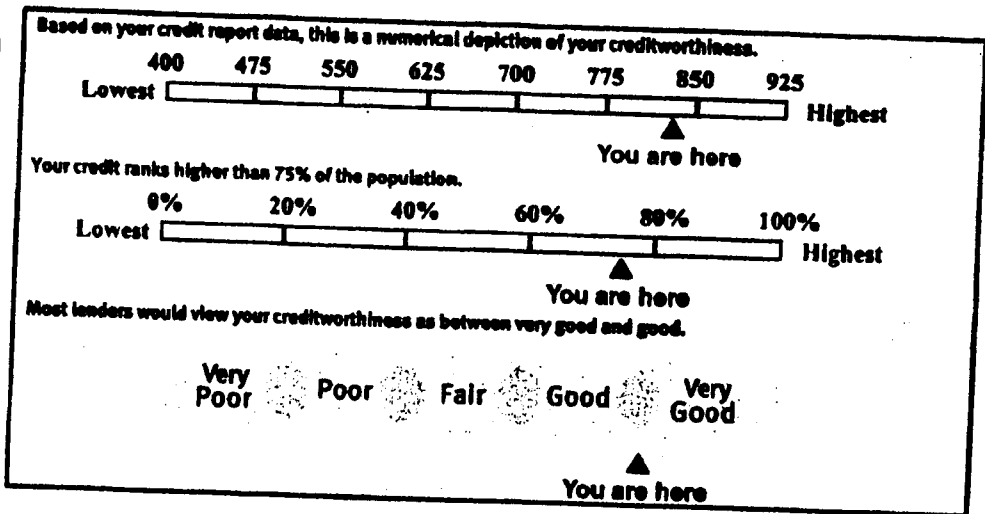 Based on your credit report data, this is a numerical depiction of your creditworthiness.
400 475 550 625 700 775 850 925
Lowest Highest
You are here
Your credit ranks higher than 75% of the population.
0% 20% 40% 60% 80% 100%
Lowest Highest
You are here
Most lenders would view your creditworthiness as between very good and good.
Very Poor Poor Fair Good Very Good
You are here